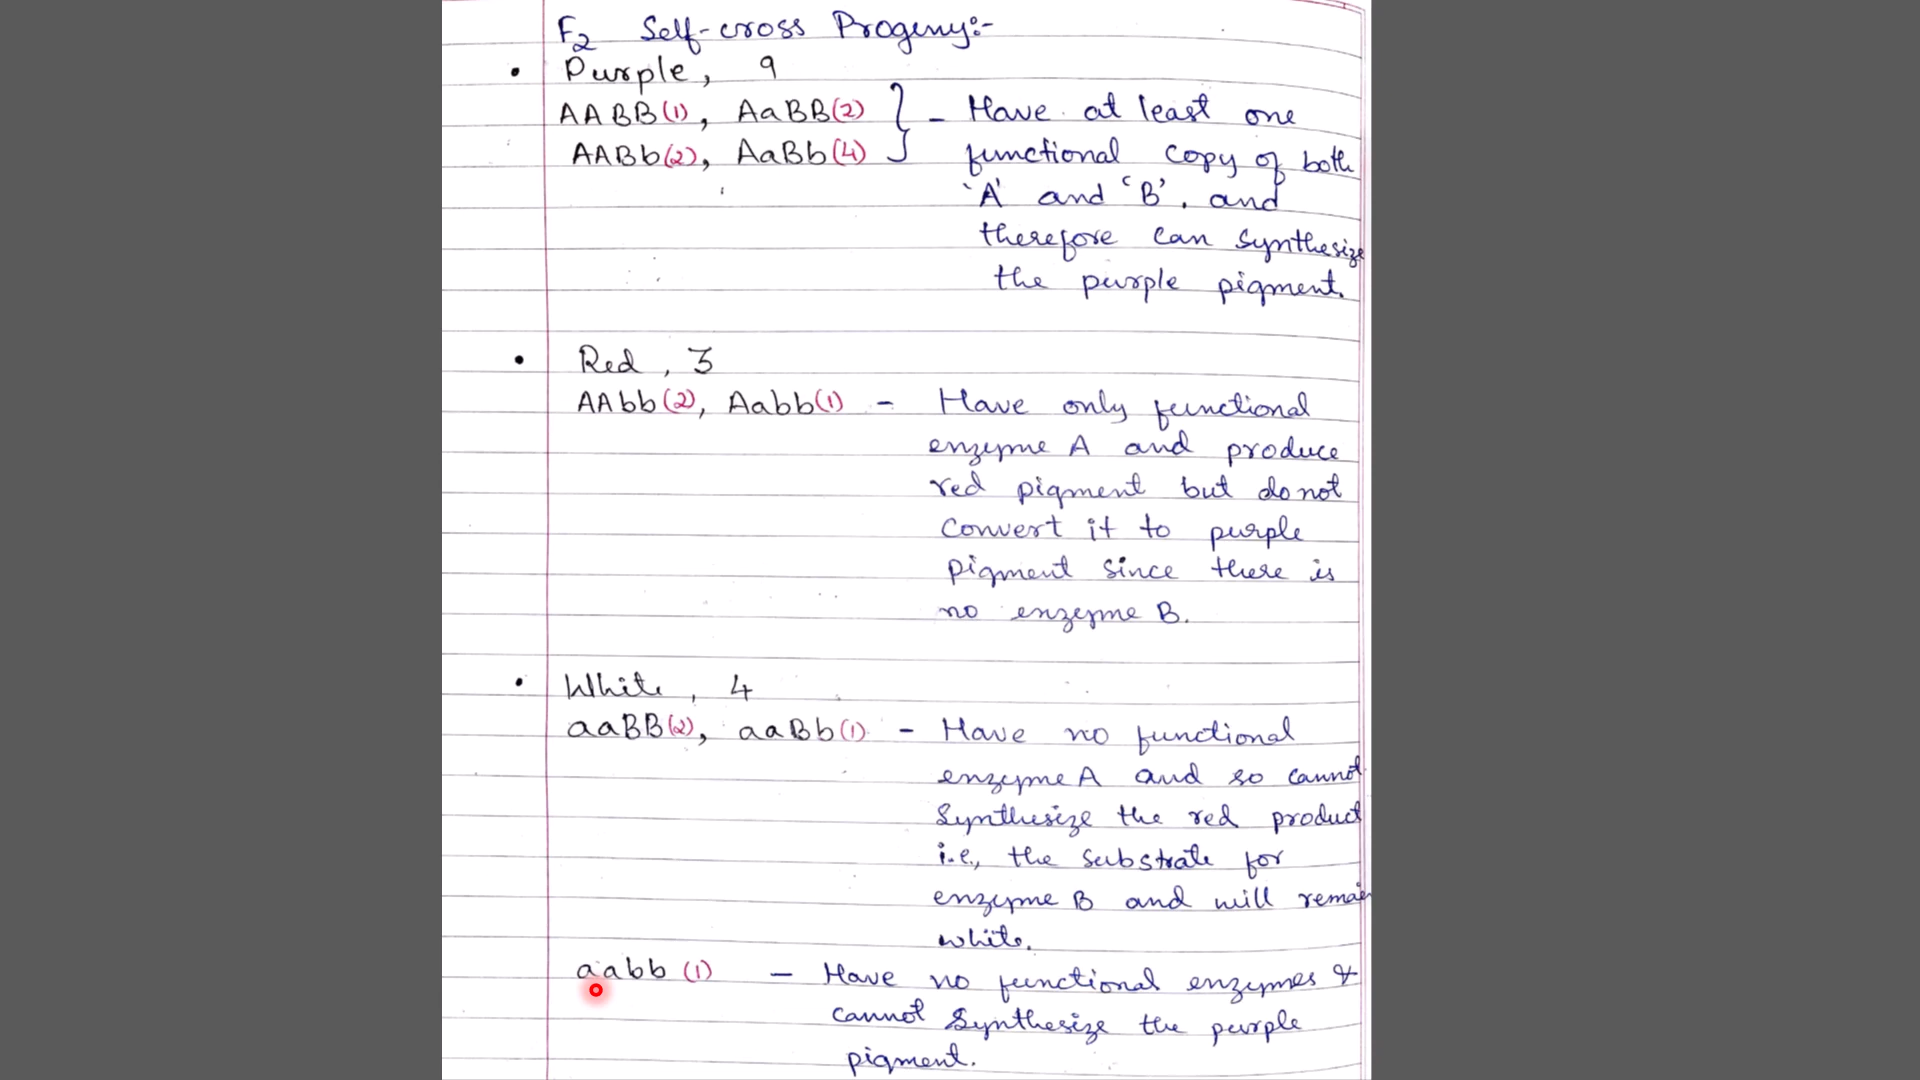 F2 Self-cross Progeny:-
• Purple, 9
AABB(1), AaBB(2) } - Have at least one
AABb(2), AaBb(4) functional copy of both
'A' and 'B'. and
therefore can synthesize
the purple pigment.
• Red, 3
AAbb(2), Aabb(1) - Have only functional
enzyme A and produce
red pigment but do not
convert it to purple
pigment since there is
no enzyme B.
• White, 4
aaBB(2), aaBb(1) - Have no functional
enzyme A and so cannot
synthesize the red product
i.e., the substrate for
enzyme B and will remain
white.
aabb (1) - Have no functional enzymes &
cannot synthesize the purple
pigment.